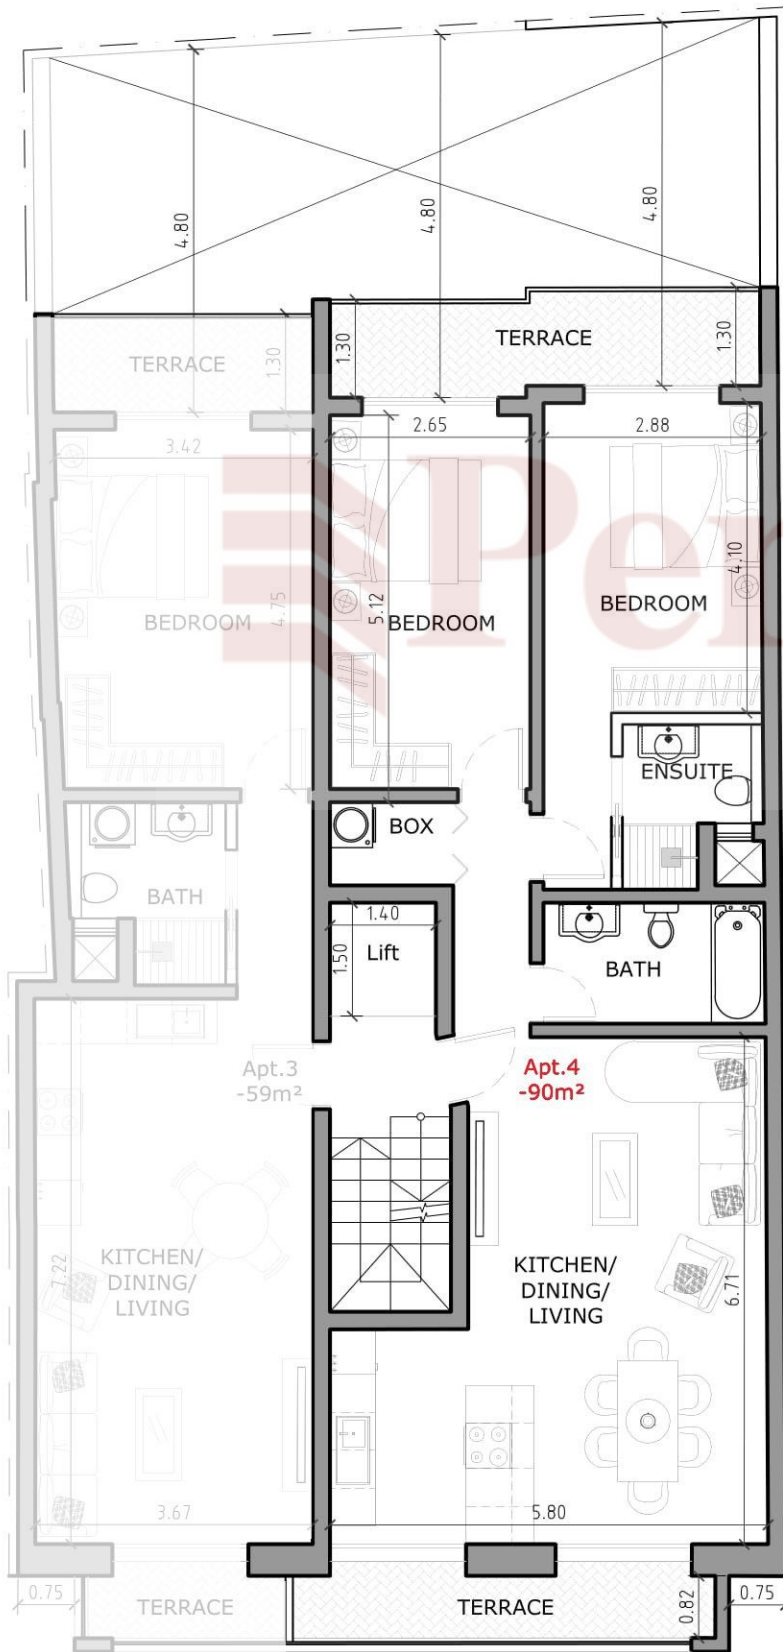 4.80
4.80
4.80
TERRACE
1.30
TERRACE
1.30
1.30
3.42
2.65
2.88
Per
4.10
BEDROOM
4.75
5.12
BEDROOM
BEDROOM
ENSUITE
BOX
BATH
1.40
1.50
Lift
BATH
Apt.3
-59m²
Apt.4
-90m²
7.22
KITCHEN/
DINING/
LIVING
KITCHEN/
DINING/
LIVING
6.71
3.67
5.80
0.75
TERRACE
TERRACE
0.82
0.75